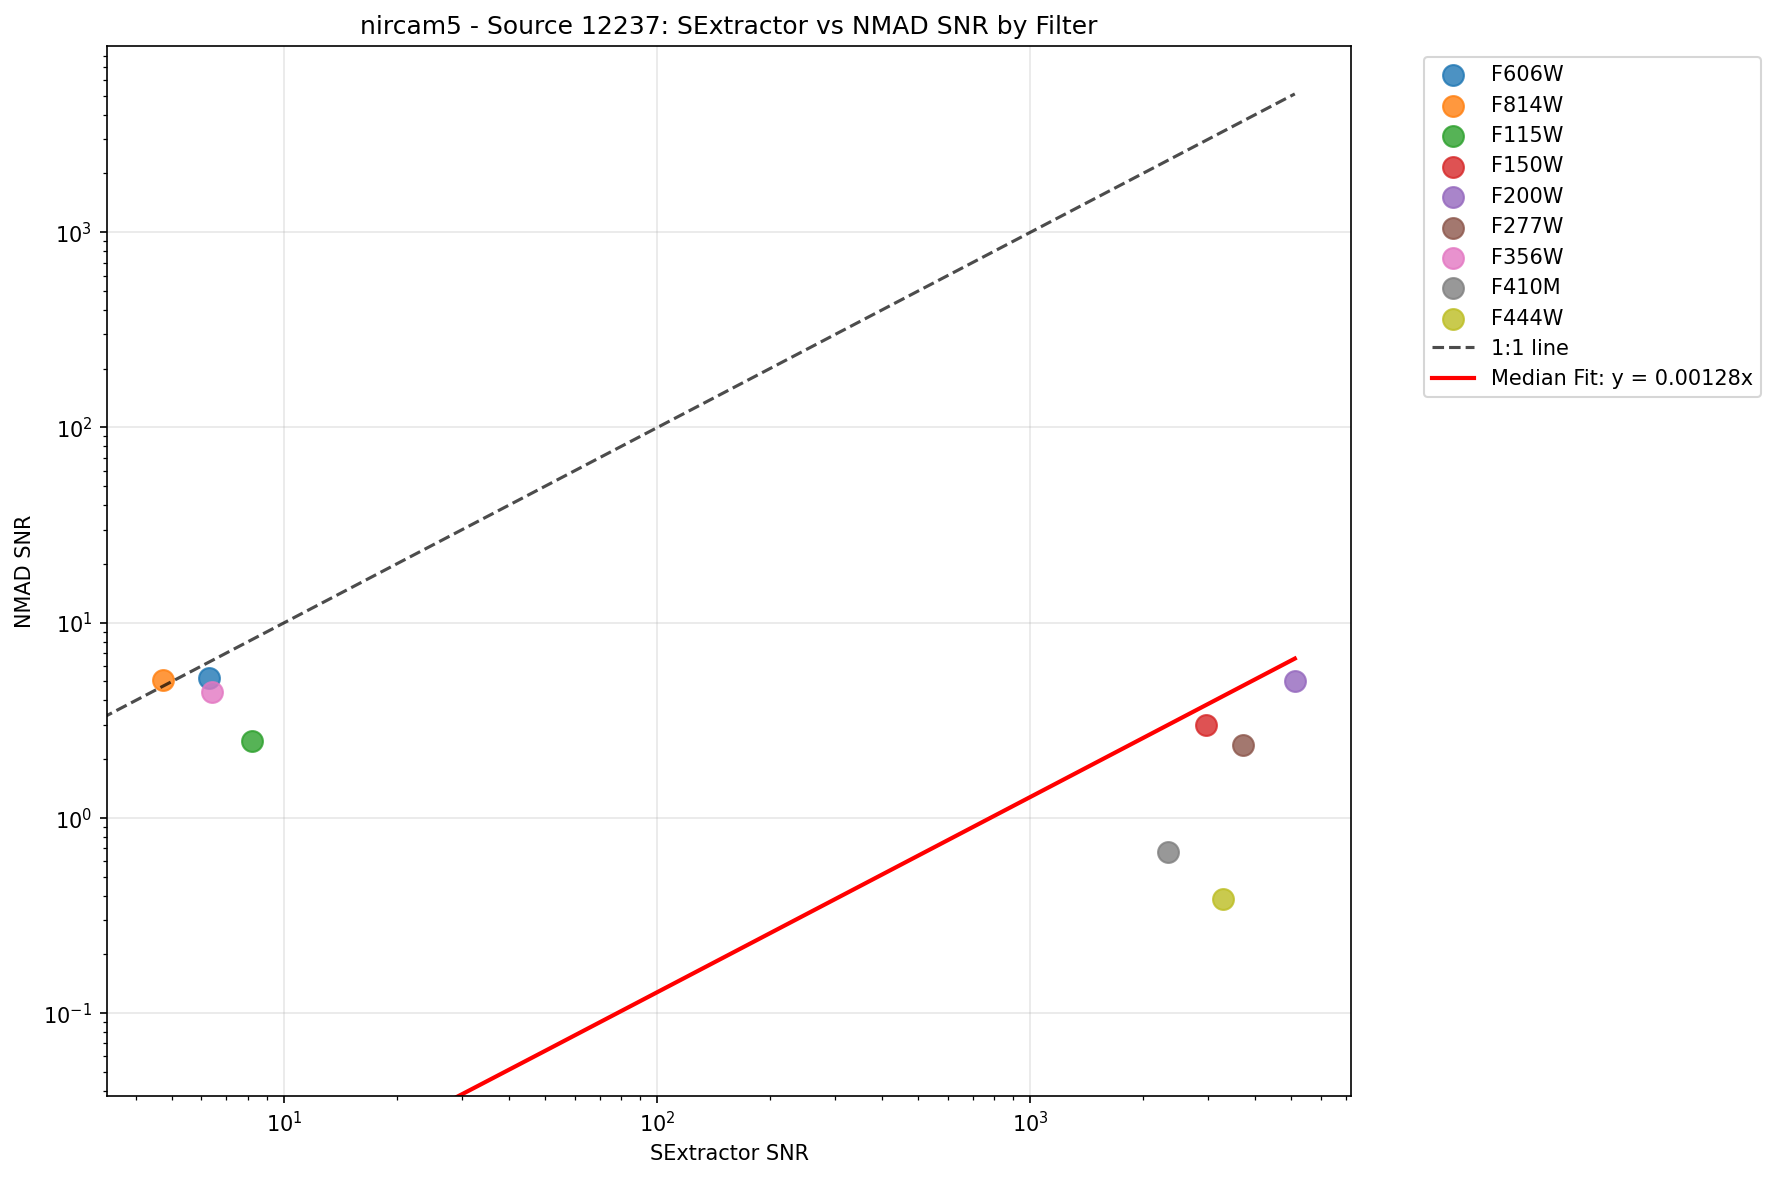 nircam5 - Source 12237: SExtractor vs NMAD SNR by Filter
F606W
F814W
F115W
F150W
F200W
F277W
F356W
F410M
F444W
1:1 line
Median Fit: y = 0.00128x
NMAD SNR
10³
10²
10¹
10⁰
10⁻¹
10¹ 10² 10³
SExtractor SNR